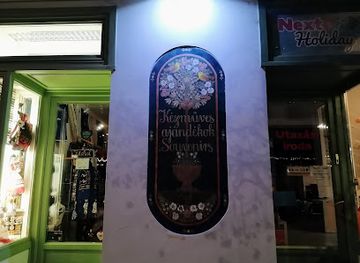 Kézműves
ajándékok
Souvenirs
Next
Holiday
Utazási
iroda